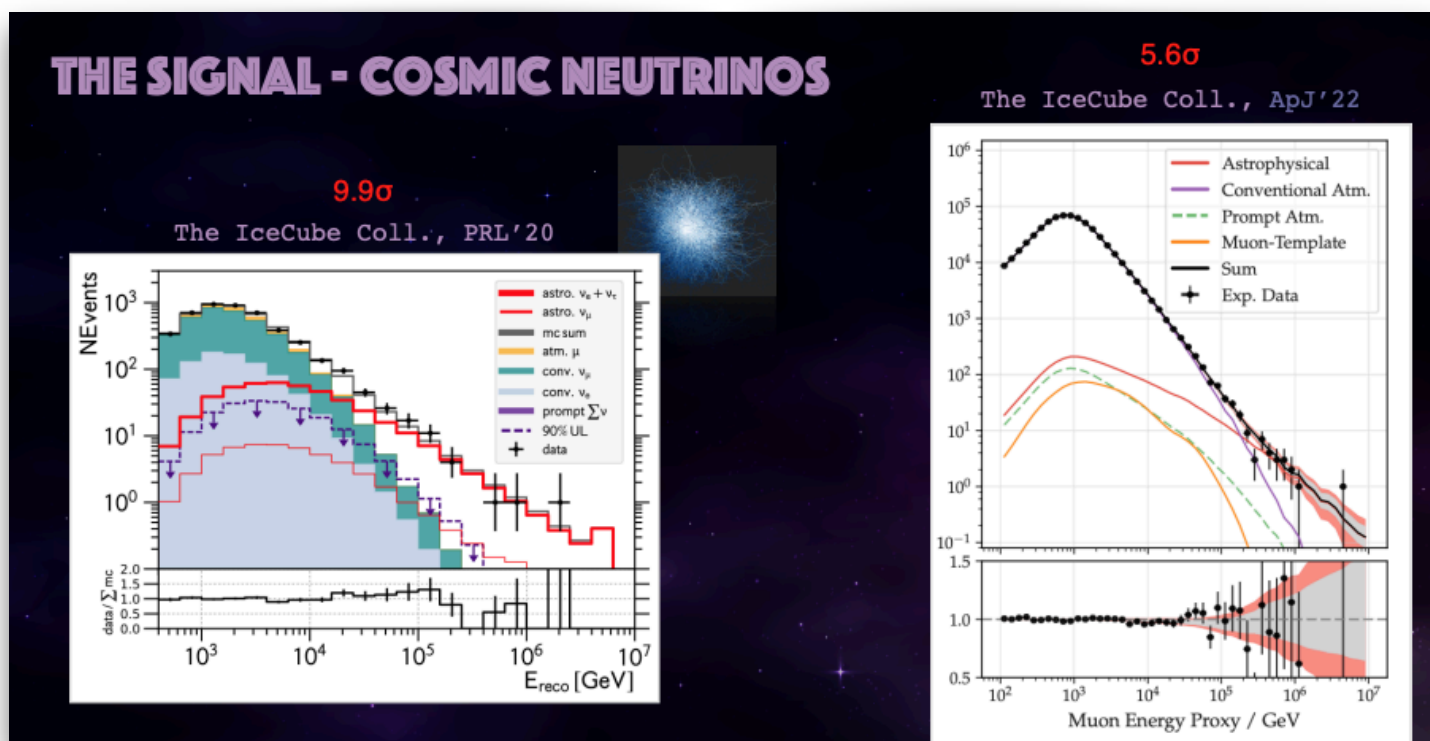 THE SIGNAL - COSMIC NEUTRINOS
9.9σ
The IceCube Coll., PRL'20
NEvents
10³
10²
10¹
10⁰
astro. νe + ντ
astro. νμ
mc sum
atm. μ
conv. νμ
conv. νe
prompt ∑ν
90% UL
data
data/∑mc
2.0
1.5
1.0
0.5
0.0
10³ 10⁴ 10⁵ 10⁶ 10⁷
Ereco [GeV]
5.6σ
The IceCube Coll., ApJ'22
10⁶
10⁵
10⁴
10³
10²
10¹
10⁰
10⁻¹
Astrophysical
Conventional Atm.
Prompt Atm.
Muon-Template
Sum
Exp. Data
1.5
1.0
0.5
10² 10³ 10⁴ 10⁵ 10⁶ 10⁷
Muon Energy Proxy / GeV